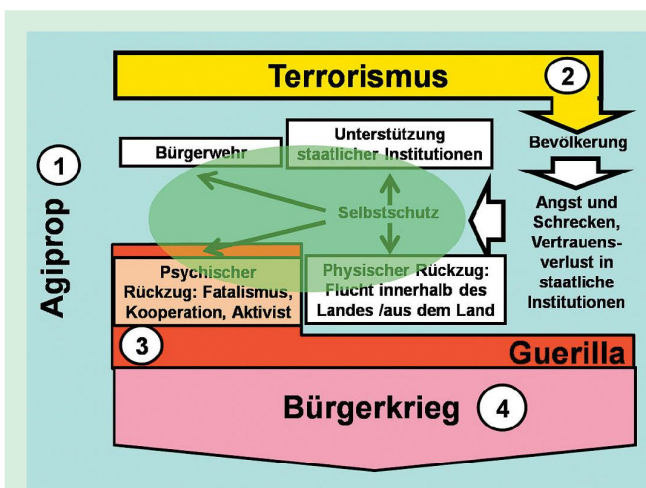 Terrorismus
2
Bevölkerung
1
Agiprop
Bürgerwehr
Unterstützung
staatlicher Institutionen
Angst und
Schrecken,
Vertrauens-
verlust in
staatliche
Institutionen
Selbstschutz
Psychischer
Rückzug: Fatalismus,
Kooperation, Aktivist
Physischer Rückzug:
Flucht innerhalb des
Landes /aus dem Land
3
Guerilla
Bürgerkrieg
4